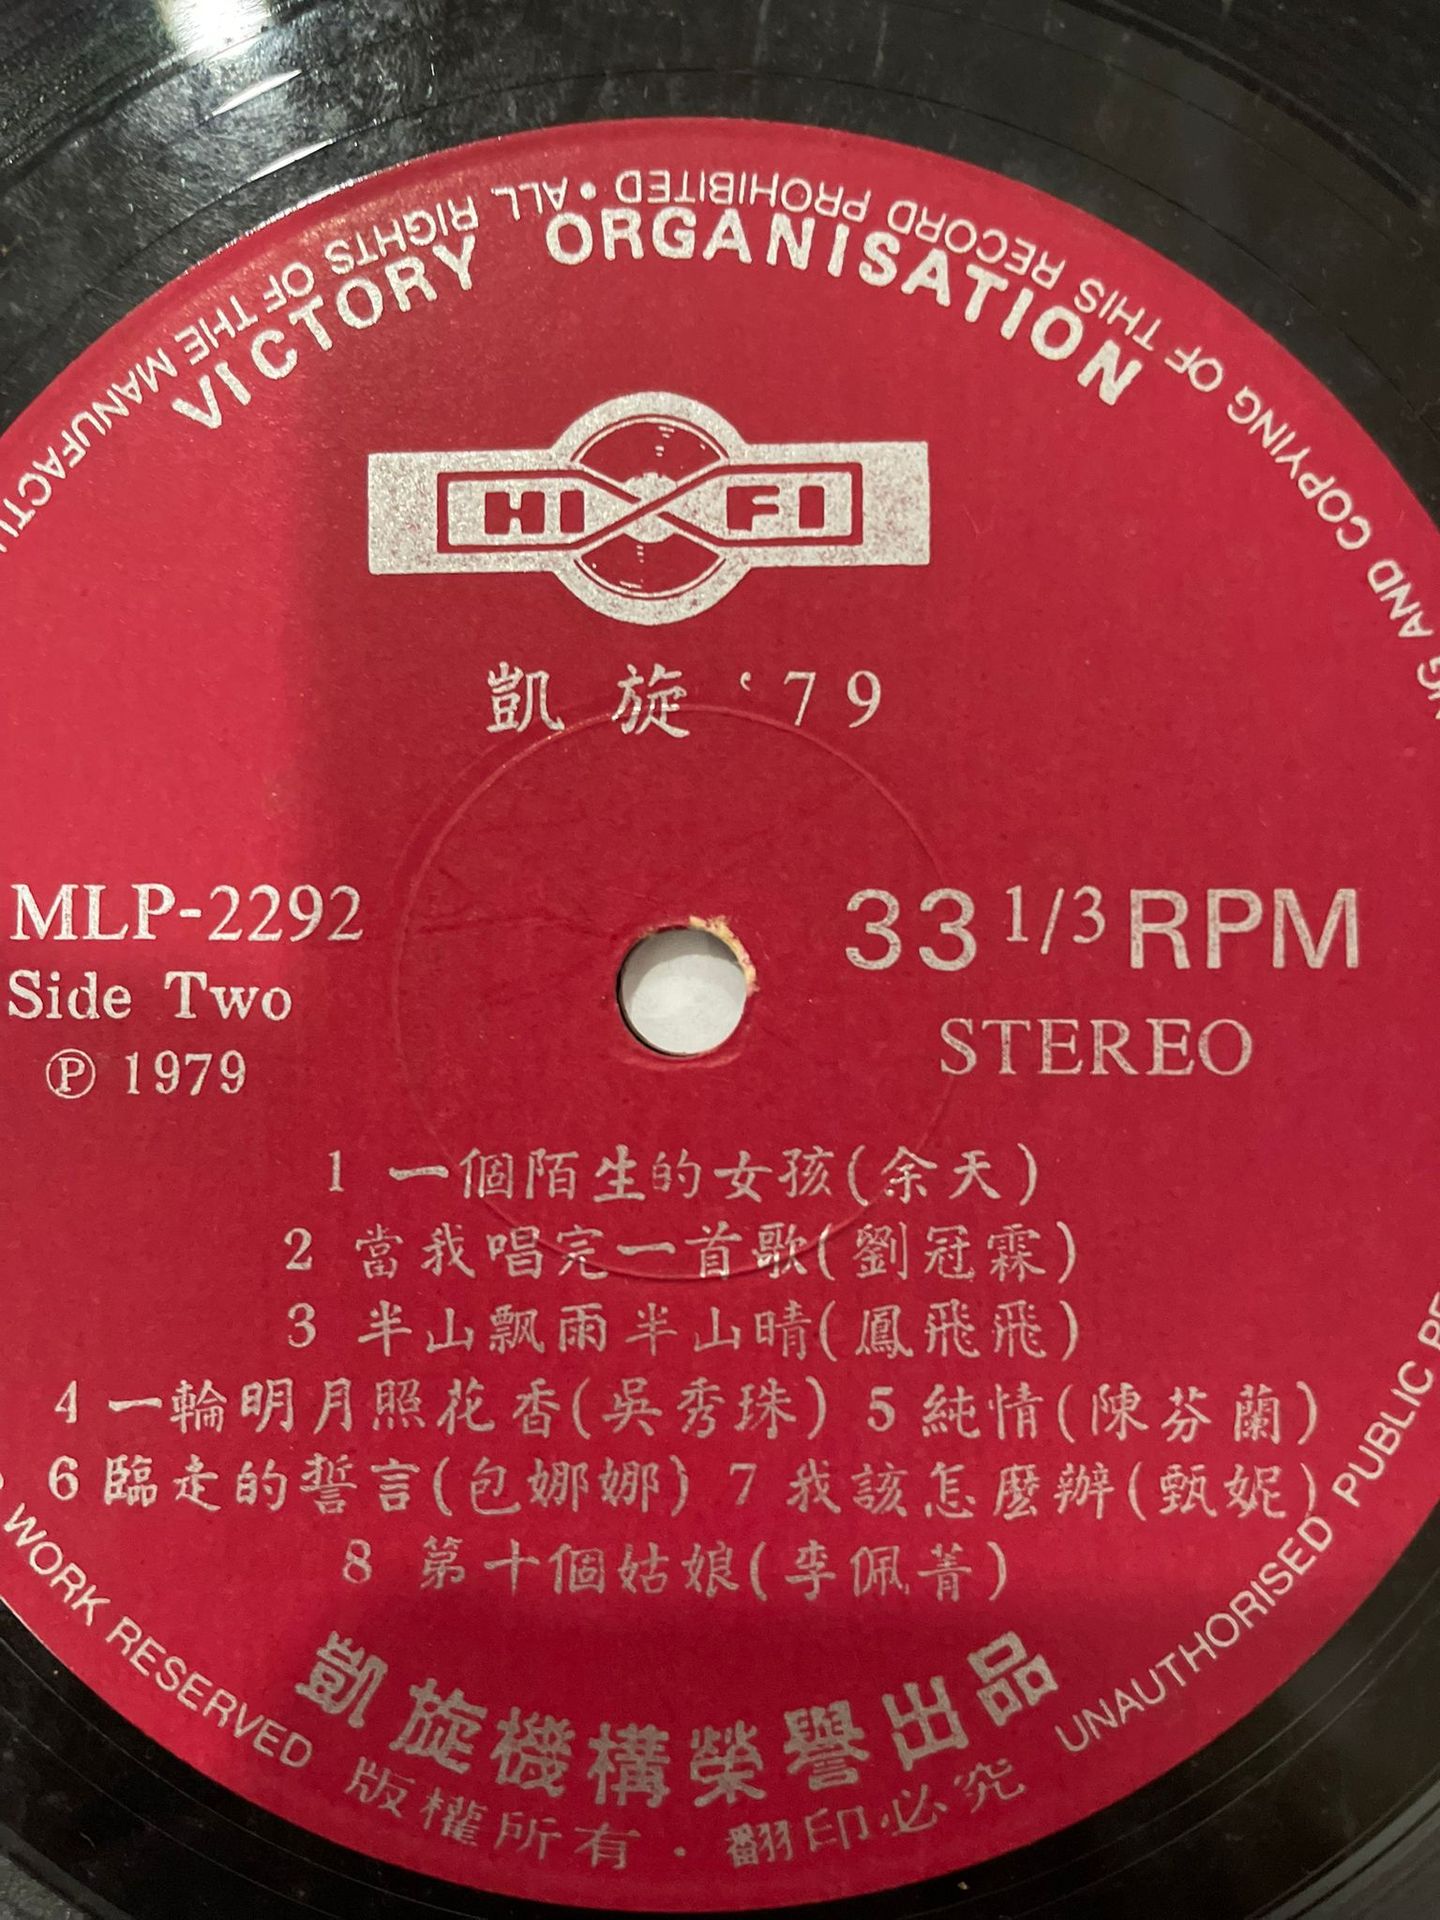 VICTORY ORGANISATION
HI FI
凱旋 '79
MLP-2292
Side Two
Ⓟ 1979
33 1/3 RPM
STEREO
1 一個陌生的女孩(余天)
2 當我唱完一首歌(劉冠霖)
3 半山飄雨半山晴(鳳飛飛)
4 一輪明月照花香(吳秀珠) 5 純情(陳芬蘭)
6 臨走的誓言(包娜娜) 7 我該怎麼辦(甄妮)
8 第十個姑娘(李佩菁)
凱旋機構榮譽出品
版權所有・翻印必究
UNAUTHORISED PUBLIC
AND COPYING OF THIS RECORD PROHIBITED • ALL RIGHTS OF THE
WORK RESERVED